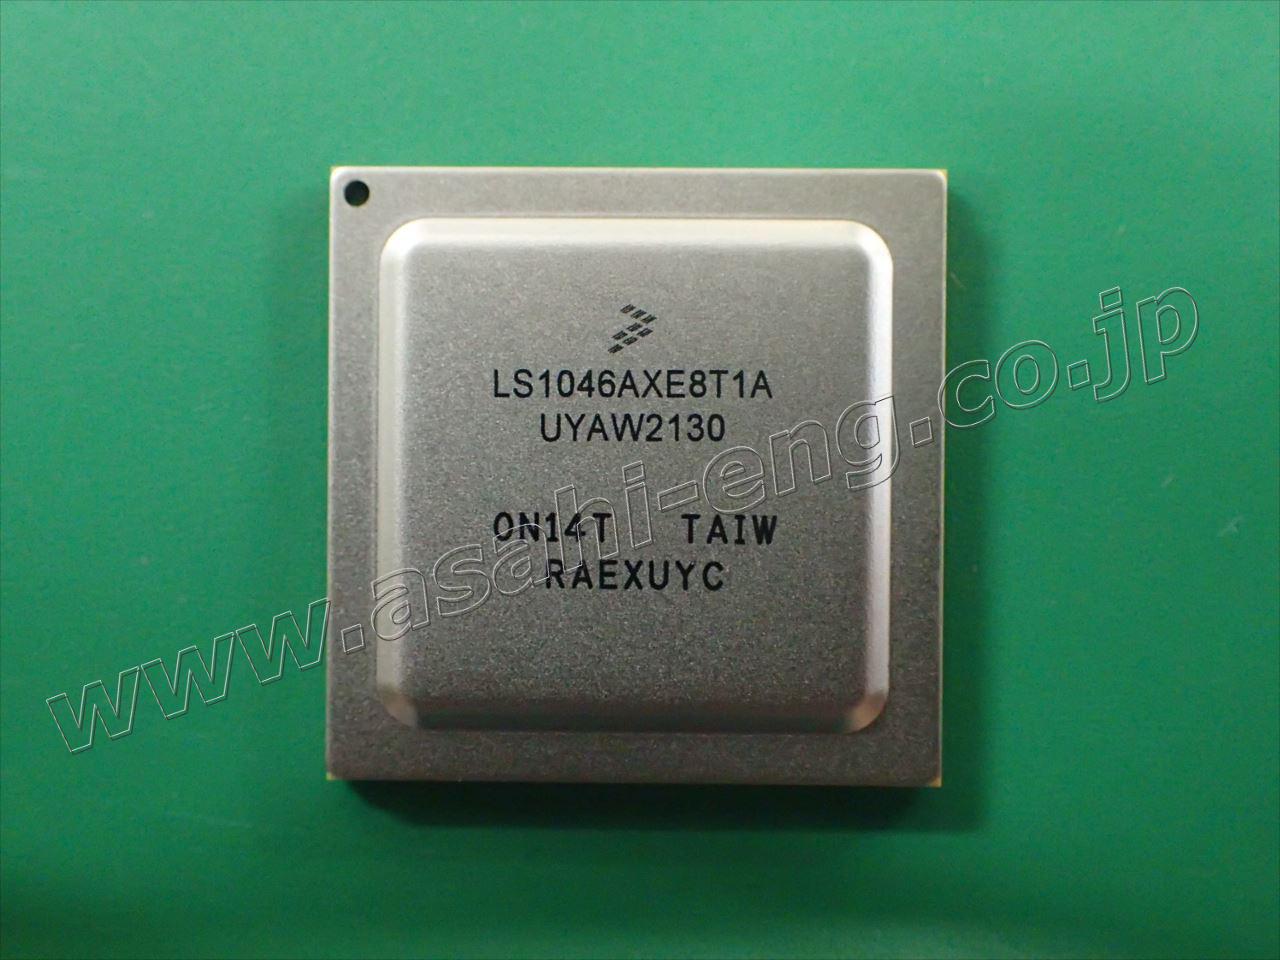 LS1046AXE8T1A
UYAW2130
0N14T TAIW
RAEXUYC
www.asahi-eng.co.jp